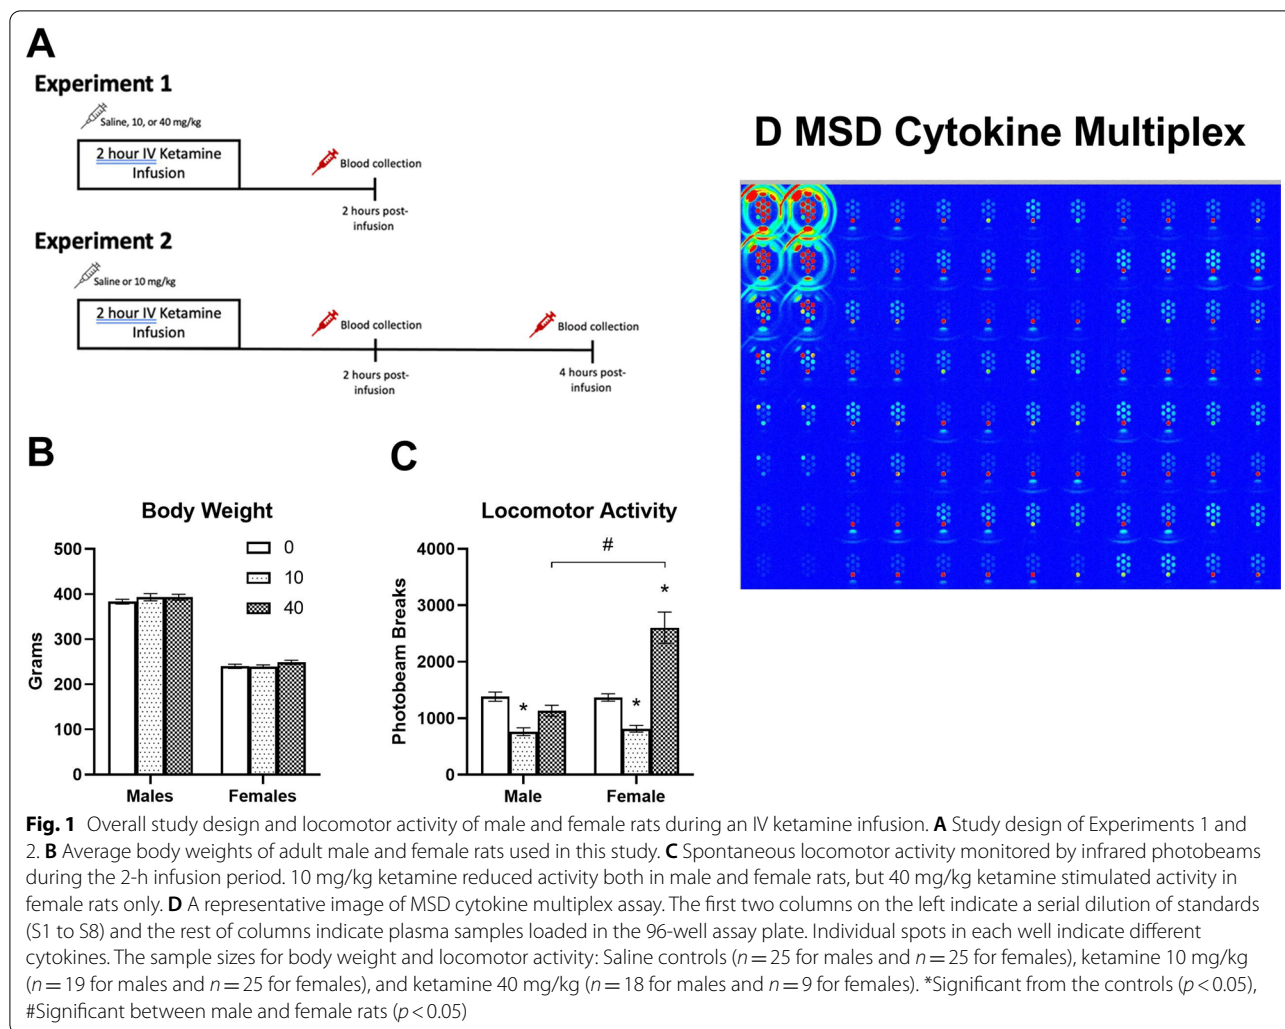 A
Experiment 1
Saline, 10, or 40 mg/kg
2 hour IV Ketamine
Infusion
Blood collection
2 hours post-
infusion
Experiment 2
Saline or 10 mg/kg
2 hour IV Ketamine
Infusion
Blood collection
Blood collection
2 hours post-
infusion
4 hours post-
infusion
D MSD Cytokine Multiplex
B
Body Weight
500
400
300
200
100
0
Grams
0
10
40
Males
Females
C
Locomotor Activity
4000
3000
2000
1000
0
Photobeam Breaks
#
*
*
*
Male
Female
Fig. 1 Overall study design and locomotor activity of male and female rats during an IV ketamine infusion. A Study design of Experiments 1 and
2. B Average body weights of adult male and female rats used in this study. C Spontaneous locomotor activity monitored by infrared photobeams
during the 2-h infusion period. 10 mg/kg ketamine reduced activity both in male and female rats, but 40 mg/kg ketamine stimulated activity in
female rats only. D A representative image of MSD cytokine multiplex assay. The first two columns on the left indicate a serial dilution of standards
(S1 to S8) and the rest of columns indicate plasma samples loaded in the 96-well assay plate. Individual spots in each well indicate different
cytokines. The sample sizes for body weight and locomotor activity: Saline controls (n = 25 for males and n = 25 for females), ketamine 10 mg/kg
(n = 19 for males and n = 25 for females), and ketamine 40 mg/kg (n = 18 for males and n = 9 for females). *Significant from the controls (p < 0.05),
#Significant between male and female rats (p < 0.05)